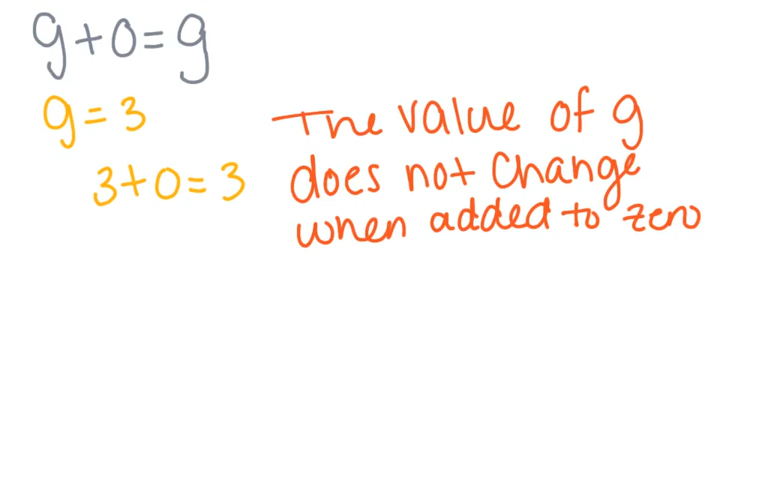 g+0=g
g=3
3+0=3
The value of g
does not change
when added to zero